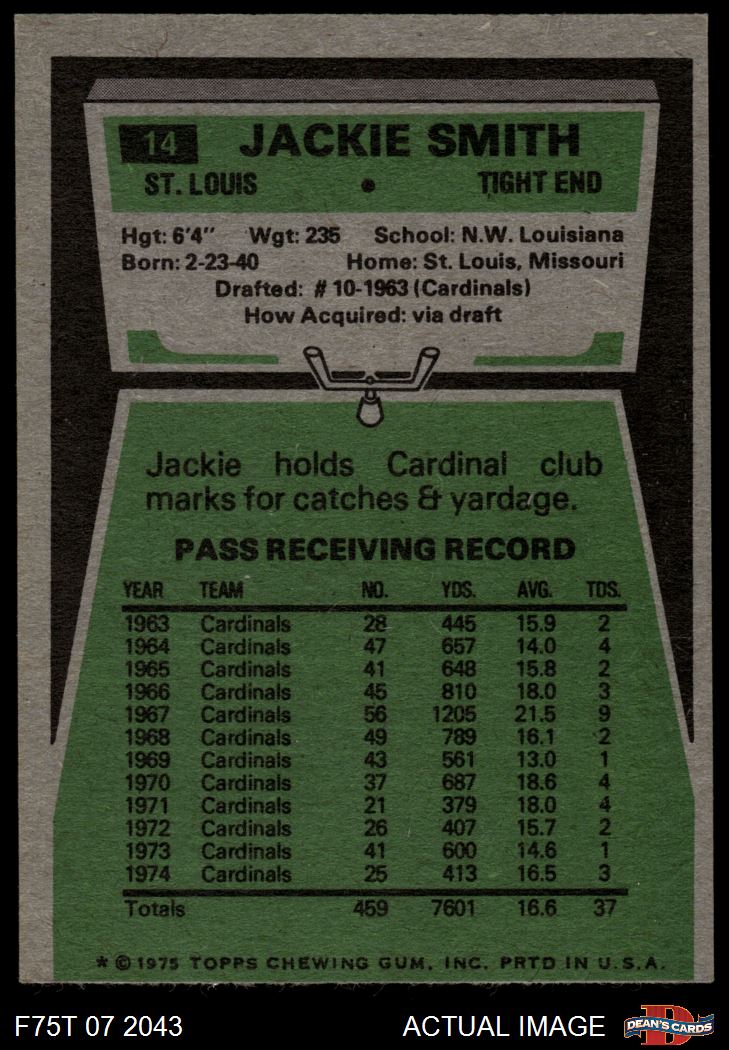 14 JACKIE SMITH
ST. LOUIS • TIGHT END
Hgt: 6'4" Wgt: 235 School: N.W. Louisiana
Born: 2-23-40 Home: St. Louis, Missouri
Drafted: #10-1963 (Cardinals)
How Acquired: via draft
Jackie holds Cardinal club
marks for catches & yardage.
PASS RECEIVING RECORD
YEAR TEAM NO. YDS. AVG. TDS.
1963 Cardinals 28 445 15.9 2
1964 Cardinals 47 657 14.0 4
1965 Cardinals 41 648 15.8 2
1966 Cardinals 45 810 18.0 3
1967 Cardinals 56 1205 21.5 9
1968 Cardinals 49 789 16.1 2
1969 Cardinals 43 561 13.0 1
1970 Cardinals 37 687 18.6 4
1971 Cardinals 21 379 18.0 4
1972 Cardinals 26 407 15.7 2
1973 Cardinals 41 600 14.6 1
1974 Cardinals 25 413 16.5 3
Totals 459 7601 16.6 37
* © 1975 TOPPS CHEWING GUM, INC. PRTD IN U.S.A.
F75T 07 2043 ACTUAL IMAGE D DEAN'S CARDS